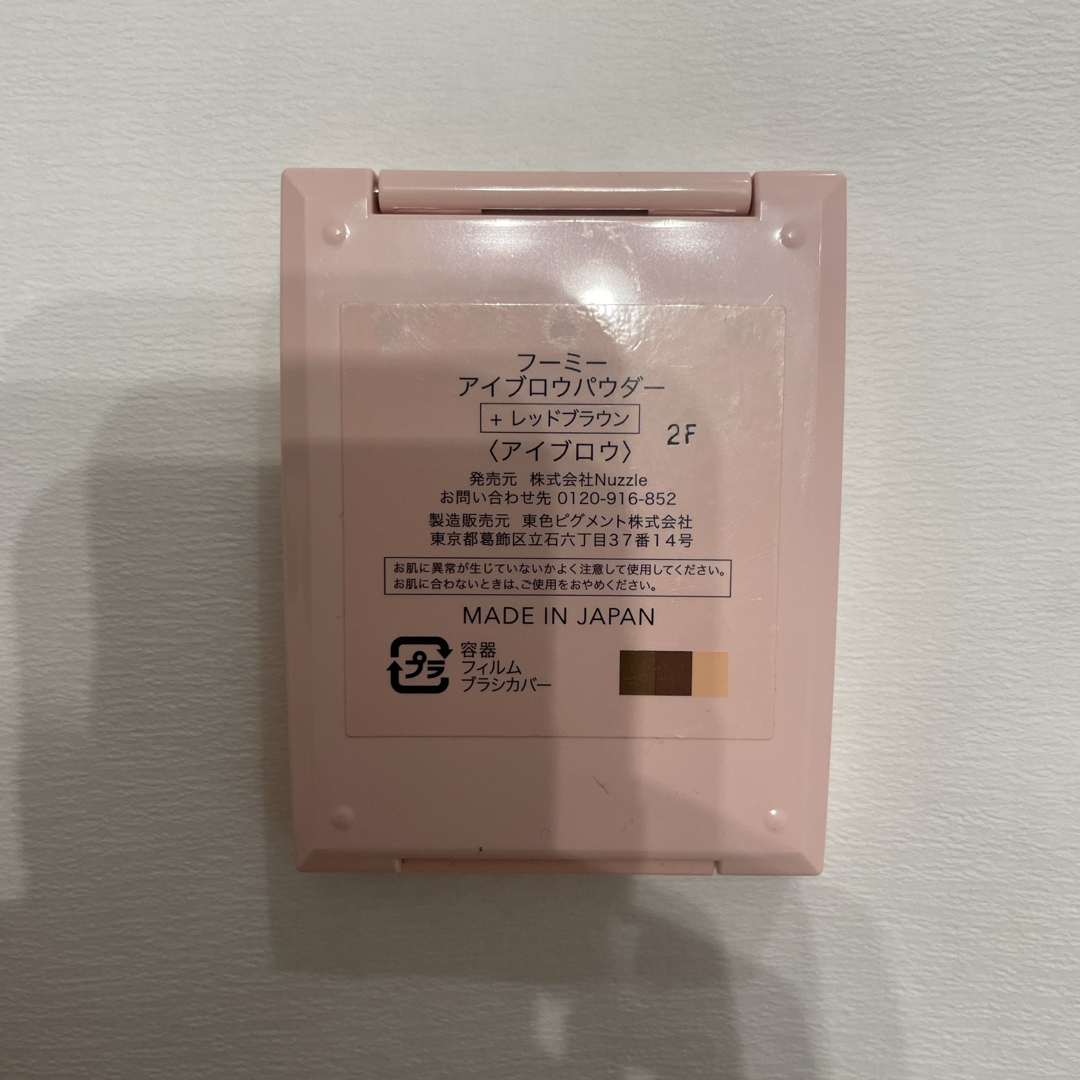 フーミー
アイブロウパウダー
+ レッドブラウン
〈アイブロウ〉 2F
発売元 株式会社Nuzzle
お問い合わせ先 0120-916-852
製造販売元 東色ピグメント株式会社
東京都葛飾区立石六丁目37番14号
お肌に異常が生じていないかよく注意して使用してください。
お肌に合わないときは、ご使用をおやめください。
MADE IN JAPAN
プラ
容器
フィルム
ブラシカバー